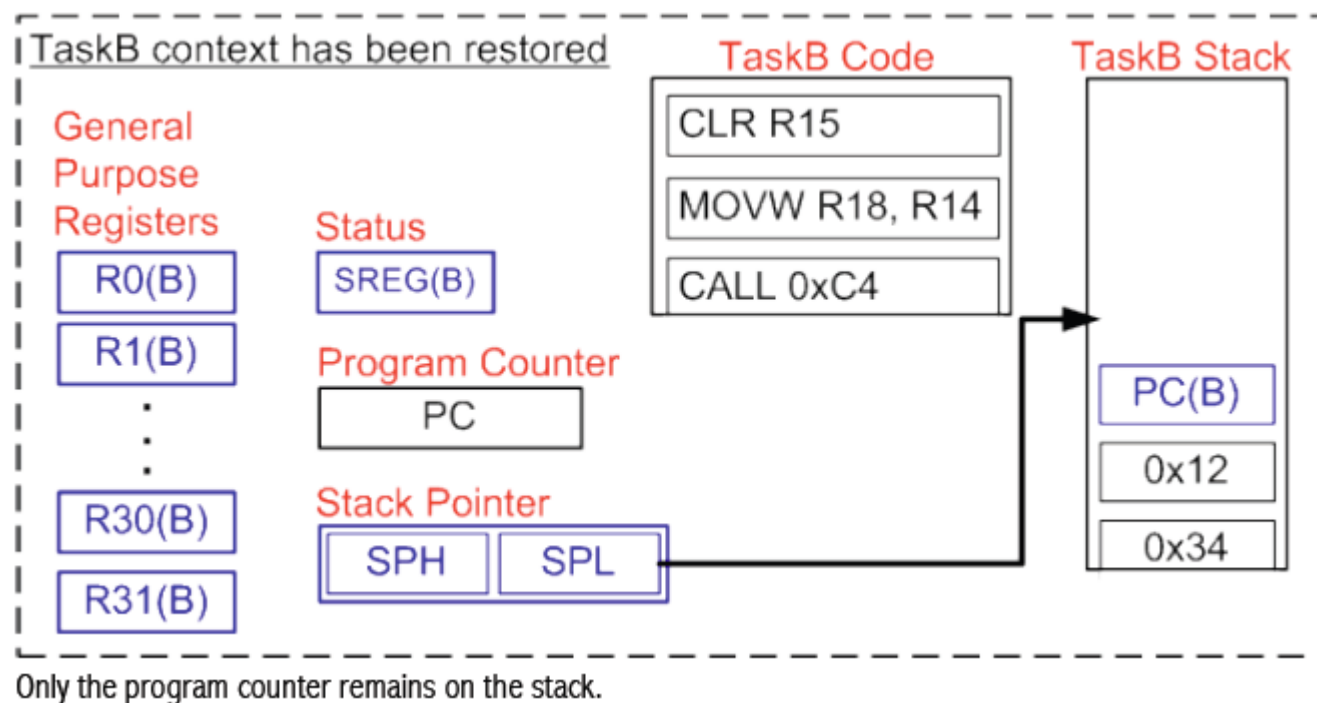 TaskB context has been restored
General
Purpose
Registers
R0(B)
R1(B)
R30(B)
R31(B)
Status
SREG(B)
Program Counter
PC
Stack Pointer
SPH
SPL
TaskB Code
CLR R15
MOVW R18, R14
CALL 0xC4
TaskB Stack
PC(B)
0x12
0x34
Only the program counter remains on the stack.